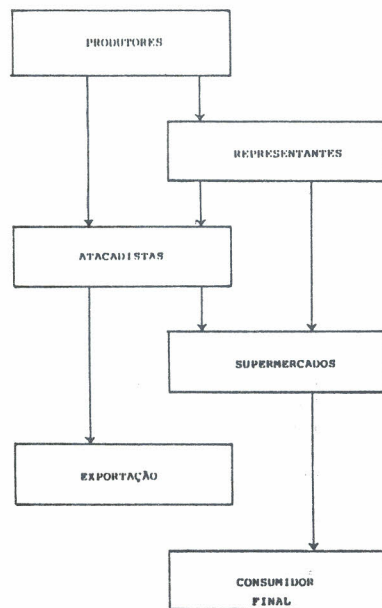 PRODUTORES
REPRESENTANTES
ATACADISTAS
SUPERMERCADOS
EXPORTAÇÃO
CONSUMIDOR
FINAL